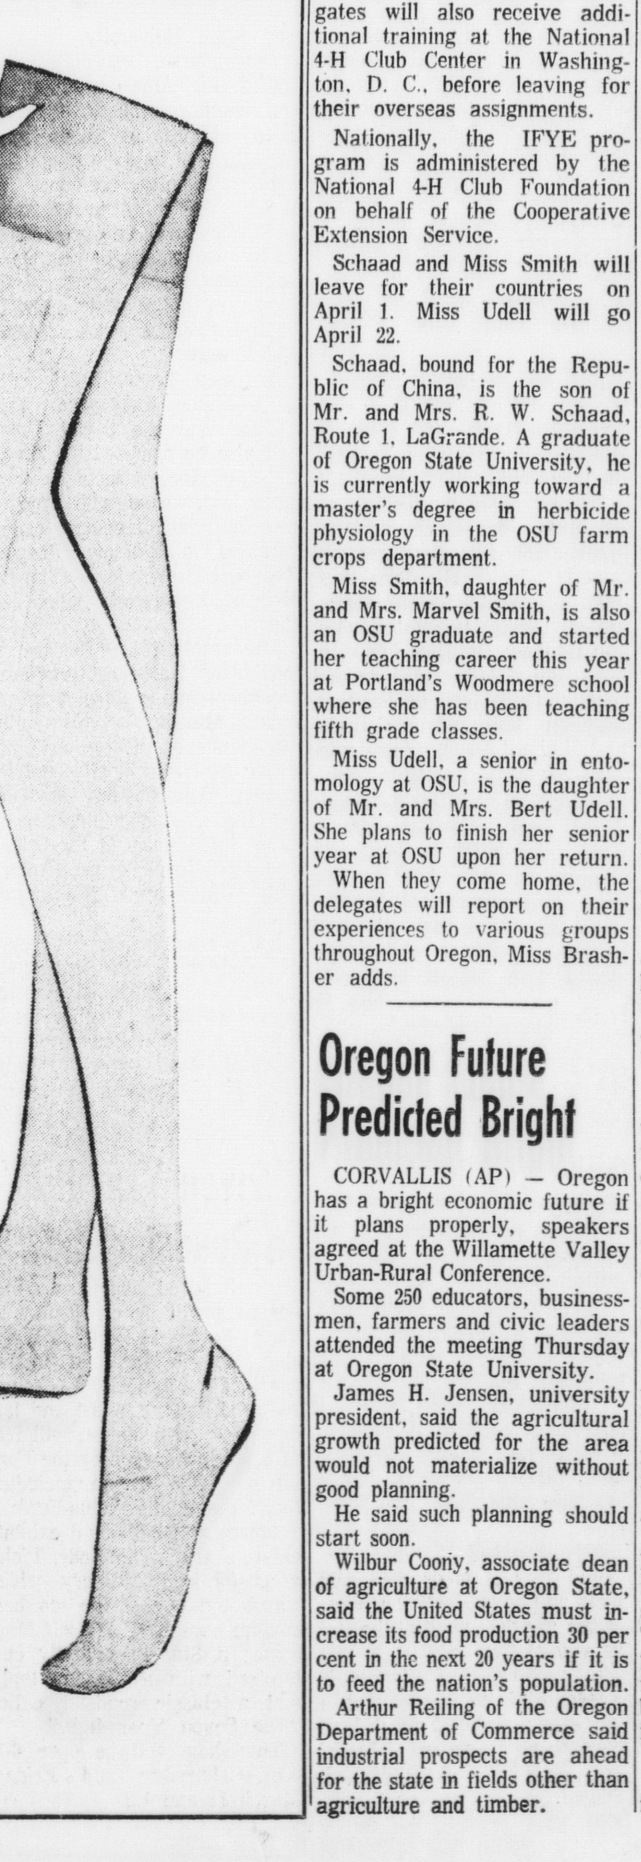 gates will also receive addi-
tional training at the National
4-H Club Center in Washing-
ton, D. C., before leaving for
their overseas assignments.
Nationally, the IFYE pro-
gram is administered by the
National 4-H Club Foundation
on behalf of the Cooperative
Extension Service.
Schaad and Miss Smith will
leave for their countries on
April 1. Miss Udell will go
April 22.
Schaad, bound for the Repu-
blic of China, is the son of
Mr. and Mrs. R. W. Schaad,
Route 1, LaGrande. A graduate
of Oregon State University, he
is currently working toward a
master's degree in herbicide
physiology in the OSU farm
crops department.
Miss Smith, daughter of Mr.
and Mrs. Marvel Smith, is also
an OSU graduate and started
her teaching career this year
at Portland's Woodmere school
where she has been teaching
fifth grade classes.
Miss Udell, a senior in ento-
mology at OSU, is the daughter
of Mr. and Mrs. Bert Udell.
She plans to finish her senior
year at OSU upon her return.
When they come home, the
delegates will report on their
experiences to various groups
throughout Oregon, Miss Brash-
er adds.
Oregon Future
Predicted Bright
CORVALLIS (AP) — Oregon
has a bright economic future if
it plans properly, speakers
agreed at the Willamette Valley
Urban-Rural Conference.
Some 250 educators, business-
men, farmers and civic leaders
attended the meeting Thursday
at Oregon State University.
James H. Jensen, university
president, said the agricultural
growth predicted for the area
would not materialize without
good planning.
He said such planning should
start soon.
Wilbur Coony, associate dean
of agriculture at Oregon State,
said the United States must in-
crease its food production 30 per
cent in the next 20 years if it is
to feed the nation's population.
Arthur Reiling of the Oregon
Department of Commerce said
industrial prospects are ahead
for the state in fields other than
agriculture and timber.